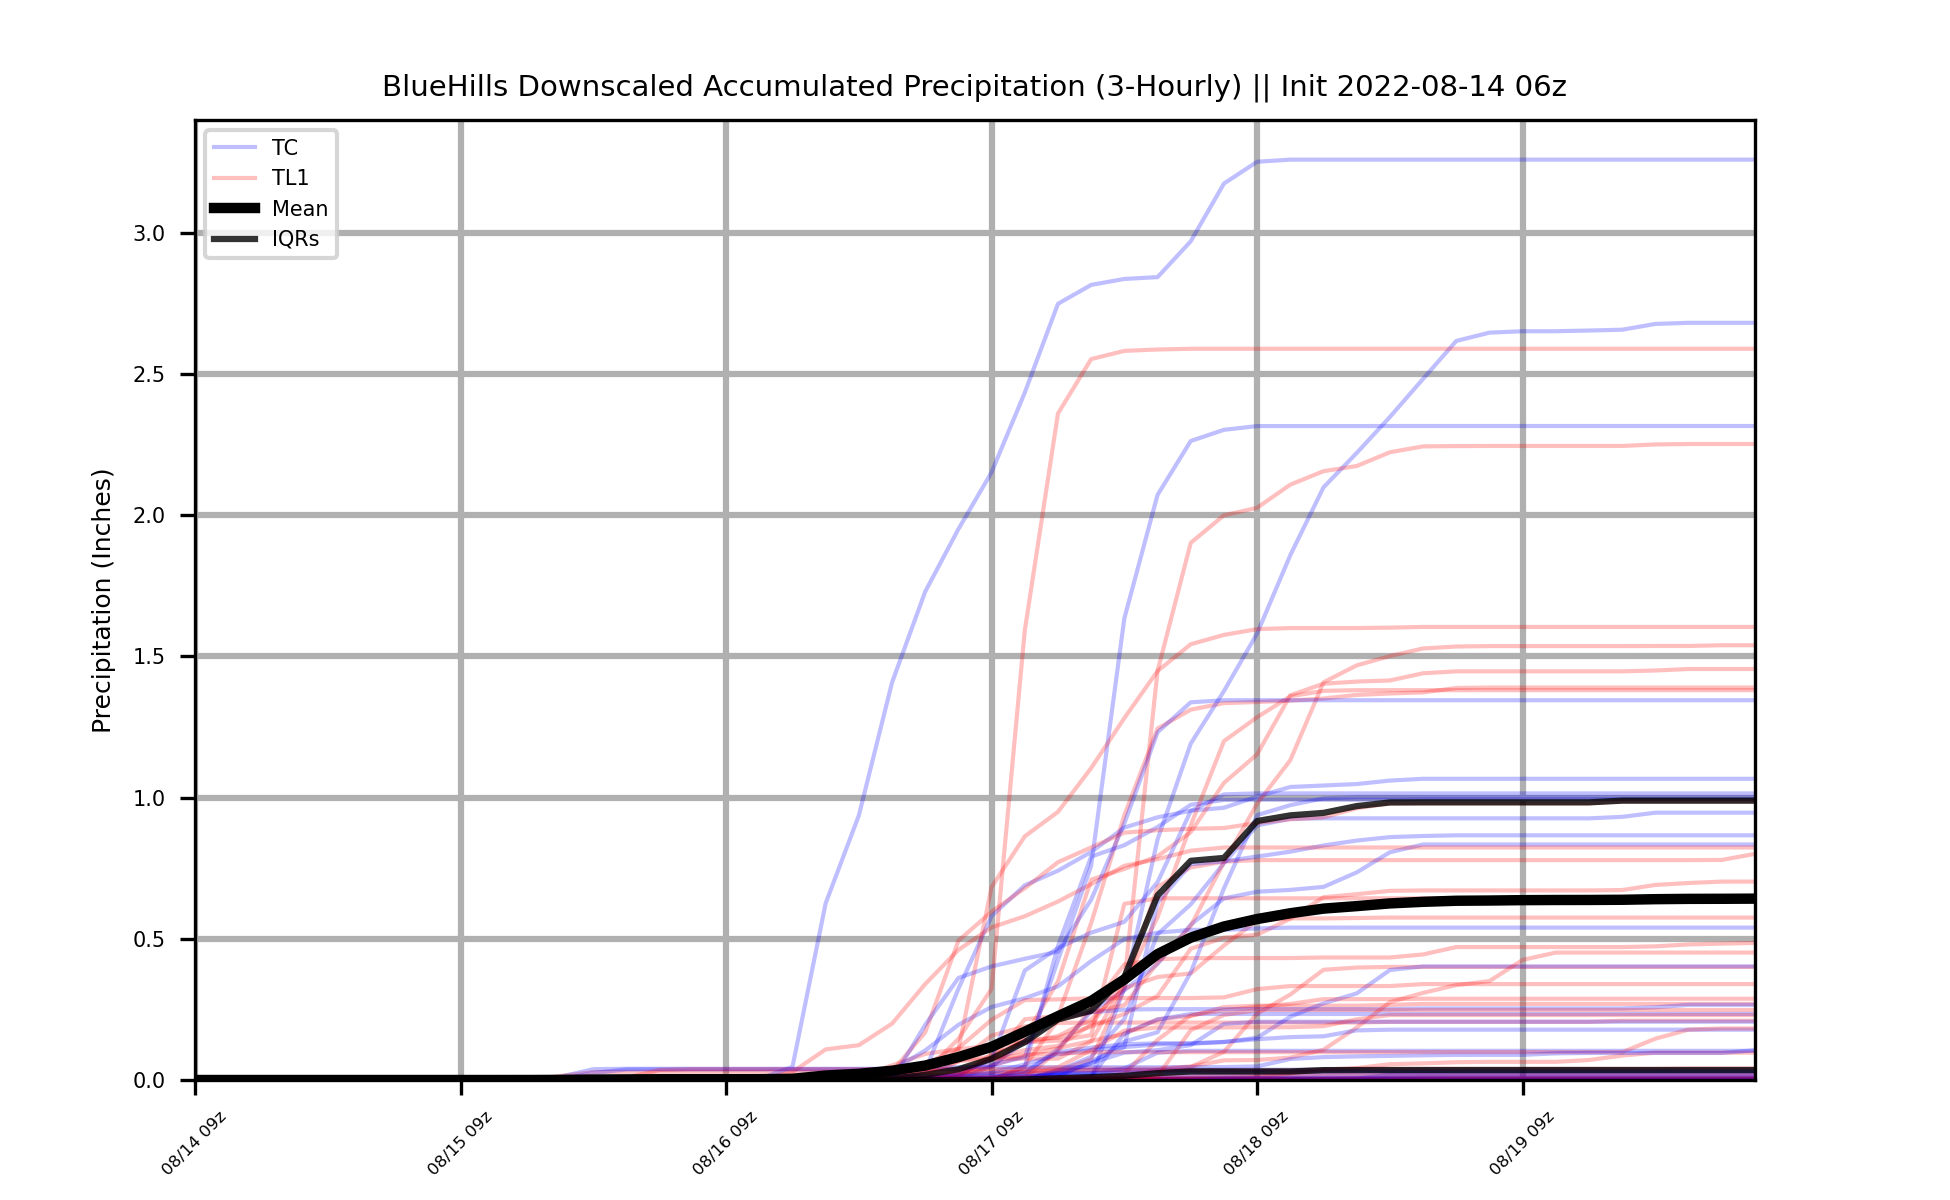 BlueHills Downscaled Accumulated Precipitation (3-Hourly) || Init 2022-08-14 06z
TC
TL1
Mean
IQRs
Precipitation (Inches)
3.0
2.5
2.0
1.5
1.0
0.5
0.0
08/14 09z
08/15 09z
08/16 09z
08/17 09z
08/18 09z
08/19 09z